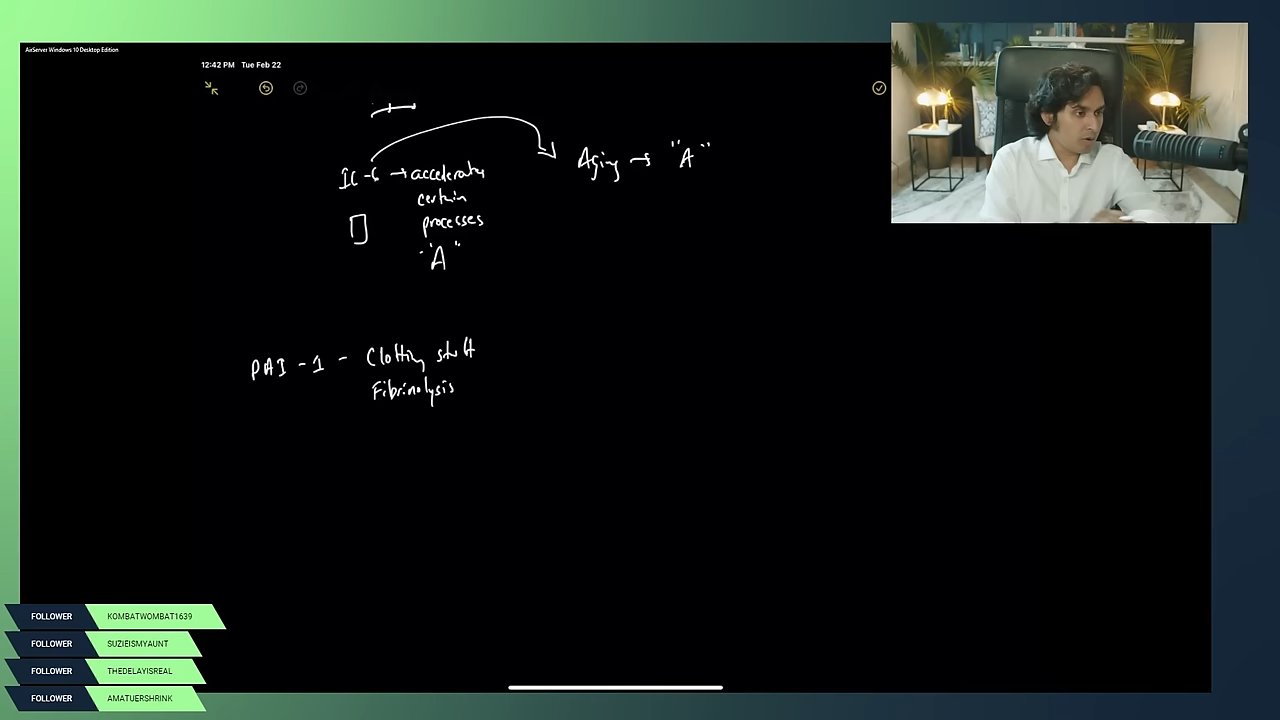 AirServer Windows 10 Desktop Edition
12:42 PM Tue Feb 22
IL-6 → accelerates
certain
processes
"A"
Aging → "A"
PAI-1 - Clotting stuff
Fibrinolysis
FOLLOWER KOMBATWOMBAT1639
FOLLOWER SUZIEISMYAUNT
FOLLOWER THEDELAYISREAL
FOLLOWER AMATUERSHRINK